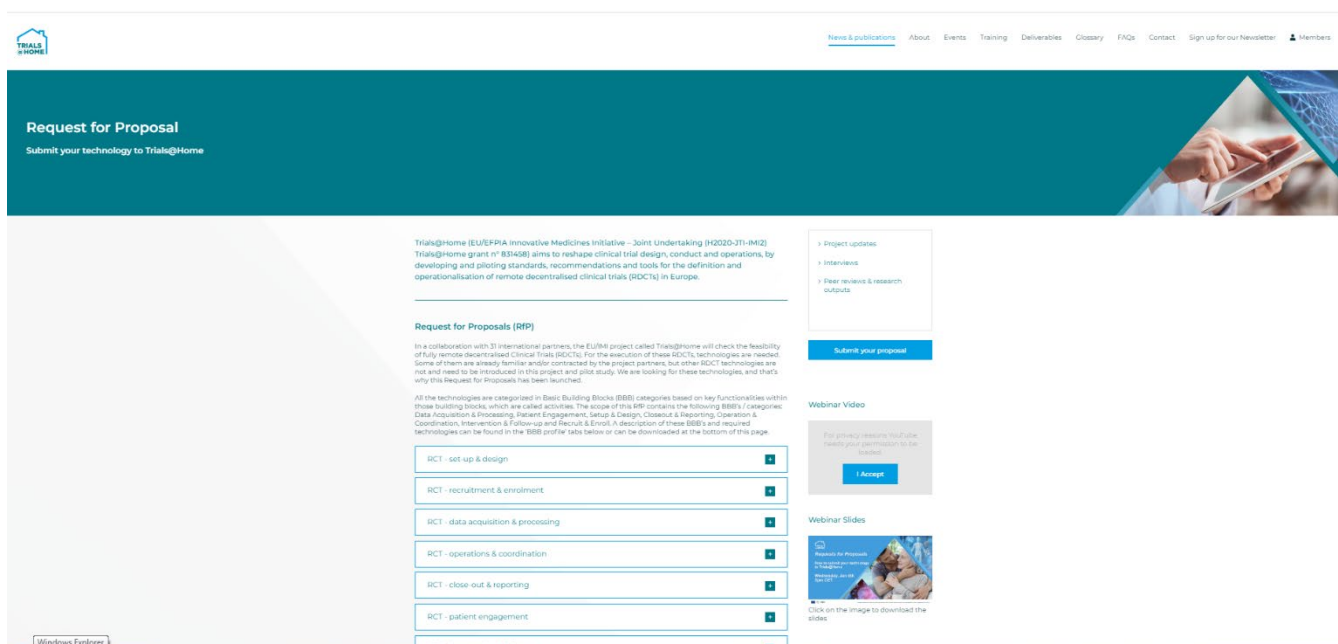 TRIALS
@HOME
News & publications About Events Training Deliverables Glossary FAQs Contact Sign up for our Newsletter Members
Request for Proposal
Submit your technology to Trials@Home
Trials@Home (EU/EFPIA Innovative Medicines Initiative – Joint Undertaking (H2020-JTI-IMI2)
Trials@Home grant n° 831458) aims to reshape clinical trial design, conduct and operations, by
developing and piloting standards, recommendations and tools for the definition and
operationalisation of remote decentralised clinical trials (RDCTs) in Europe.
Request for Proposals (RfP)
In a collaboration with 31 international partners, the EU/IMI project called Trials@Home will check the feasibility
of fully remote decentralised Clinical Trials (RDCTs). For the execution of these RDCTs, technologies are needed.
Some of them are already familiar and/or contracted by the project partners, but other RDCT technologies are
not and need to be introduced in this project and pilot study. We are looking for these technologies, and that's
why this Request for Proposals has been launched.
All the technologies are categorized in Basic Building Blocks (BBB) categories based on key functionalities within
those building blocks, which are called activities. The scope of this RfP contains the following BBB's / categories:
Data Acquisition & Processing, Patient Engagement, Setup & Design, Closeout & Reporting, Operation &
Coordination, Intervention & Follow-up and Recruit & Enroll. A description of these BBB's and required
technologies can be found in the 'BBB profile' tabs below or can be downloaded at the bottom of this page.
RCT - set-up & design
RCT - recruitment & enrolment
RCT - data acquisition & processing
RCT - operations & coordination
RCT - close-out & reporting
RCT - patient engagement
Project updates
Interviews
Peer reviews & research
outputs
Submit your proposal
Webinar Video
For privacy reasons YouTube
needs your permission to be
loaded.
I Accept
Webinar Slides
Click on the image to download the
slides
Windows Explorer